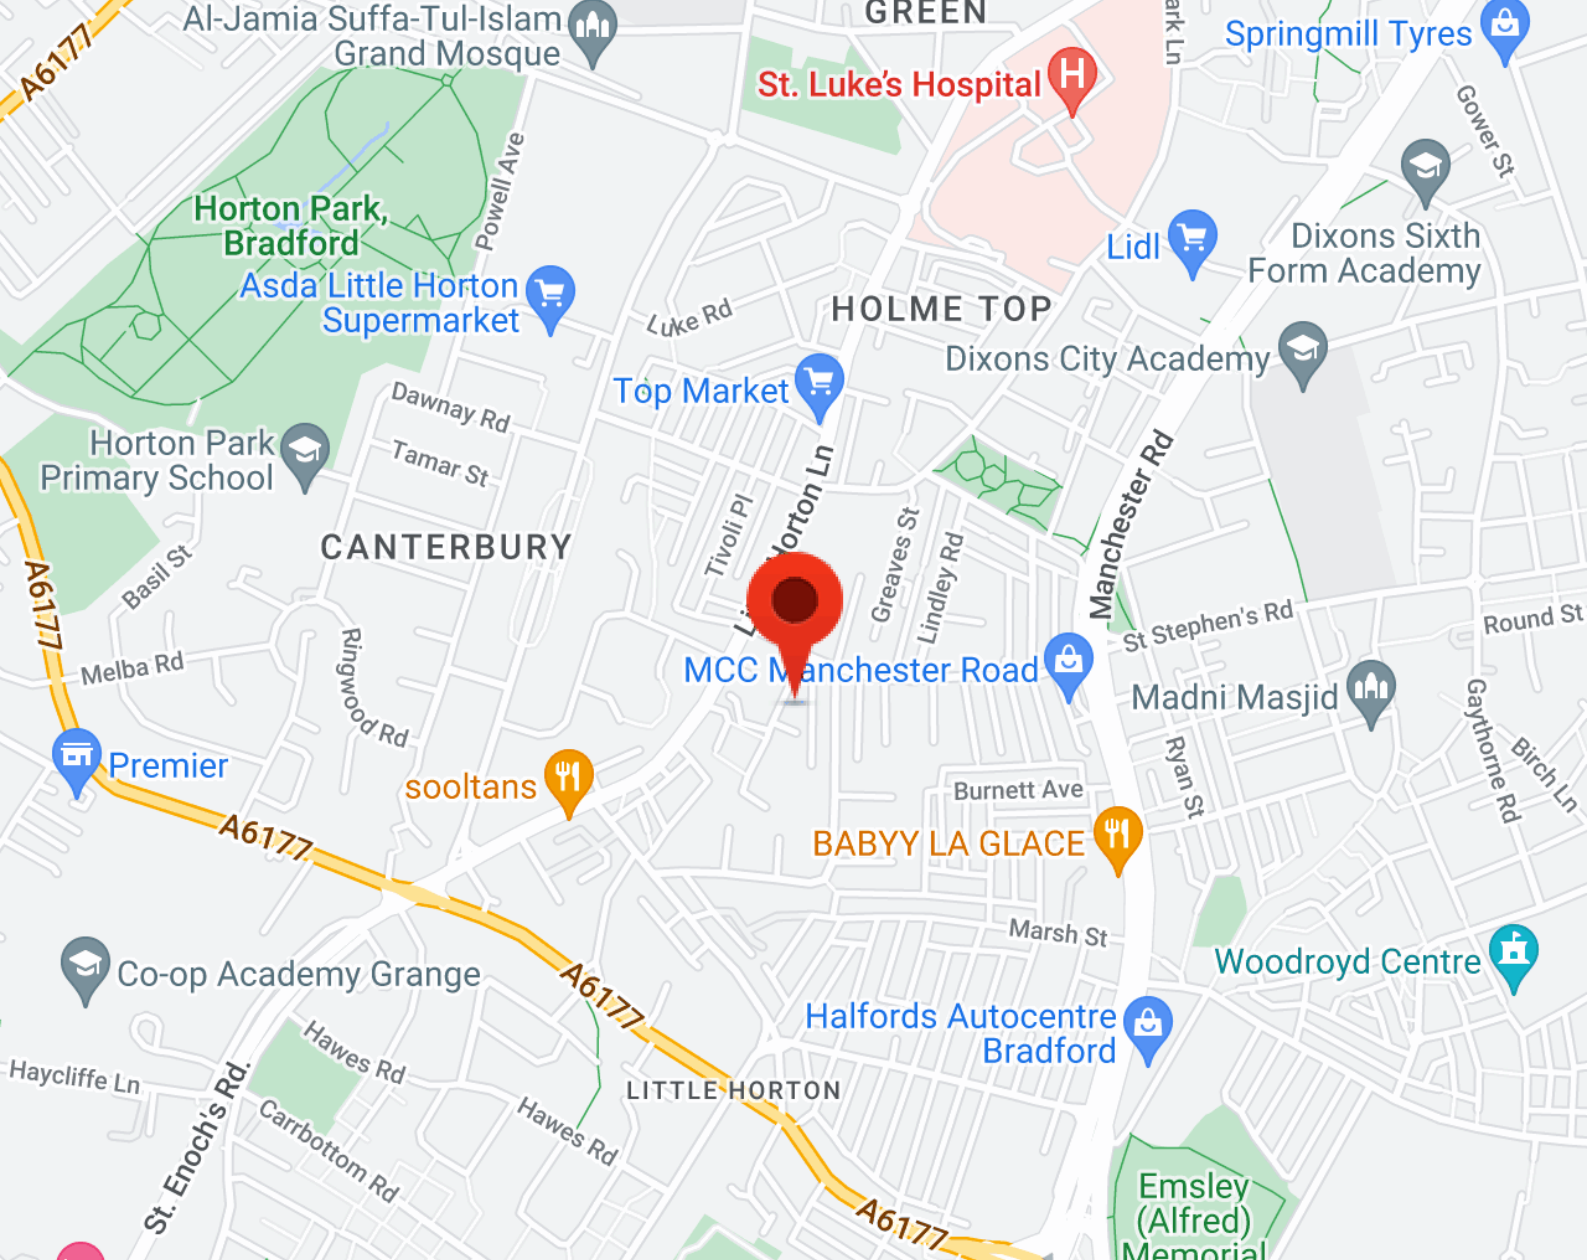 Al-Jamia Suffa-Tul-Islam
Grand Mosque
GREEN
ark Ln
Springmill Tyres
A6177
St. Luke's Hospital
Gower St
Powell Ave
Horton Park,
Bradford
Lidl
Dixons Sixth
Form Academy
Asda Little Horton
Supermarket
Luke Rd
HOLME TOP
Dixons City Academy
Top Market
Dawnay Rd
Horton Park
Primary School
Tamar St
Horton Ln
Manchester Rd
Tivoli Pl
CANTERBURY
Greaves St
Lindley Rd
Basil St
A6177
St Stephen's Rd
Round St
Melba Rd
Ringwood Rd
MCC Manchester Road
Madni Masjid
Gaythorne Rd
Birch Ln
Ryan St
Premier
sooltans
Burnett Ave
A6177
BABYY LA GLACE
Marsh St
Co-op Academy Grange
A6177
Woodroyd Centre
Halfords Autocentre
Bradford
Hawes Rd
Haycliffe Ln
LITTLE HORTON
St. Enoch's Rd.
Carrbottom Rd
Hawes Rd
A6177
Emsley
(Alfred)
Memorial